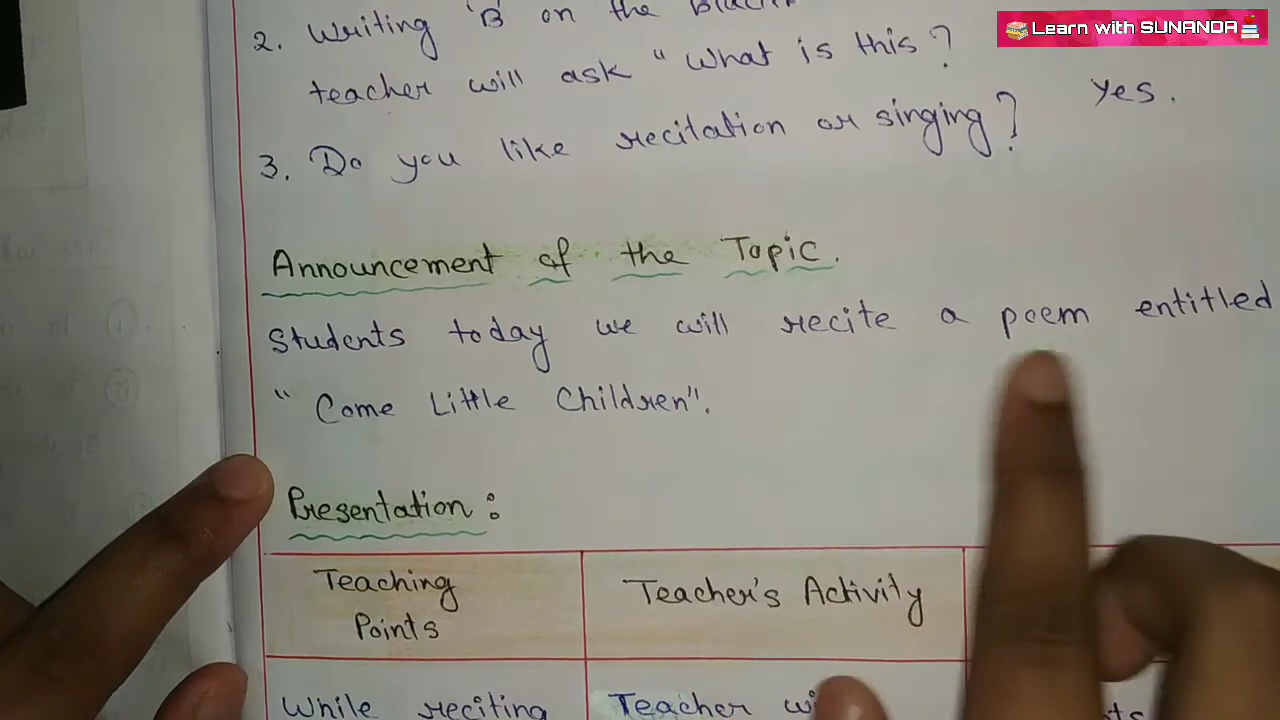 Learn with SUNANDA
2. Writing 'B' on the
teacher will ask "What is this?
Yes.
3. Do you like recitation or singing?
Announcement of the Topic.
Students today we will recite a poem entitled
"Come Little Children".
Presentation:
Teaching Points
Teacher's Activity
While reciting
Teacher